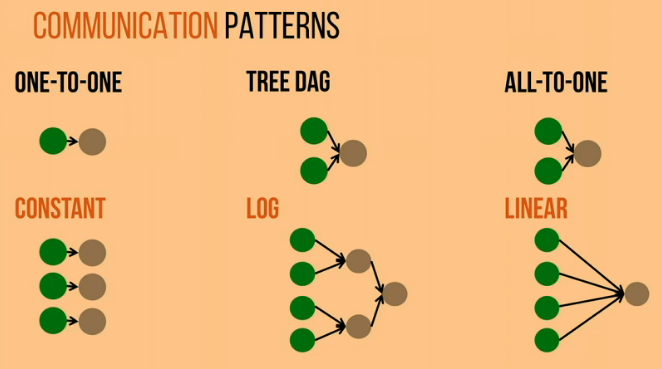 COMMUNICATION PATTERNS
ONE-TO-ONE
TREE DAG
ALL-TO-ONE
CONSTANT
LOG
LINEAR